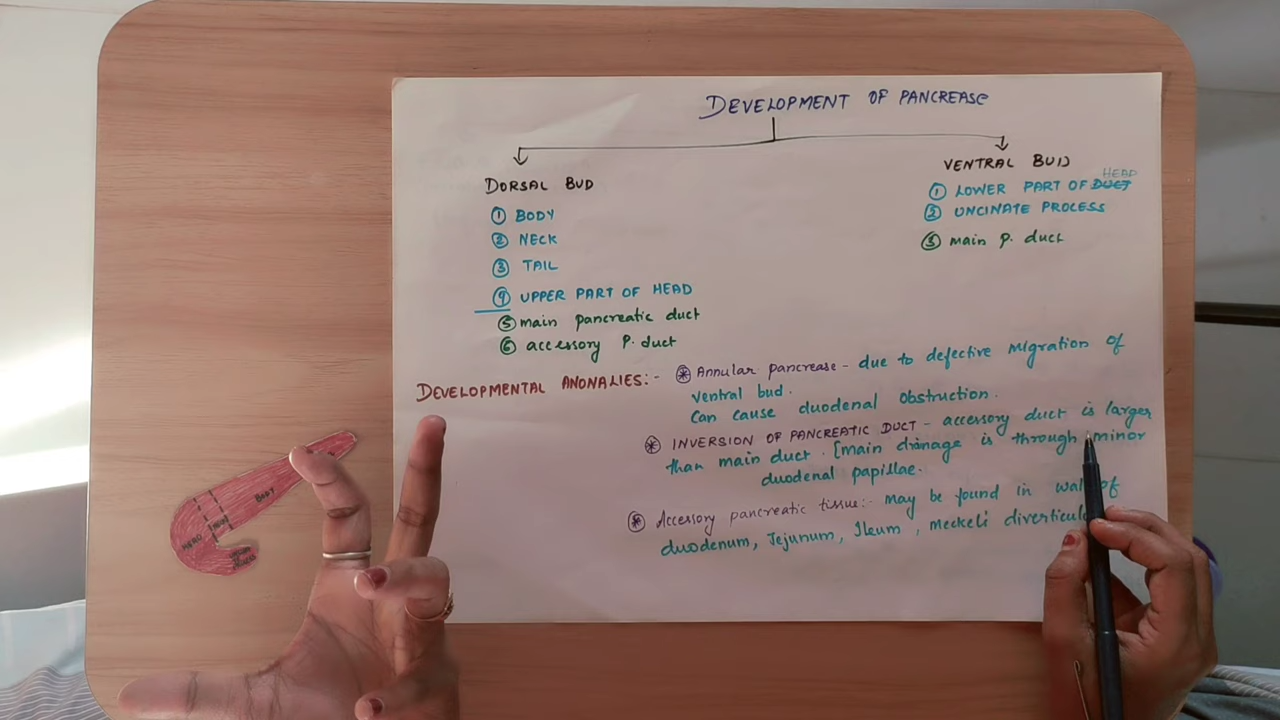 DEVELOPMENT OF PANCREASE
DORSAL BUD
① BODY
② NECK
③ TAIL
④ UPPER PART OF HEAD
⑤ main pancreatic duct
⑥ accessory P. duct
VENTRAL BUD
HEAD
① LOWER PART OF DUCT
② UNCINATE PROCESS
③ main p. duct
DEVELOPMENTAL ANONALIES:- ⊛ Annular pancrease - due to defective migration of
ventral bud.
Can cause duodenal obstruction.
⊛ INVERSION OF PANCREATIC DUCT - accessory duct is larger
than main duct. [main drainage is through minor
duodenal papillae.
⊛ Accessory pancreatic tissue:- may be found in wall of
duodenum, Jejunum, Ileum, meckeli
BODY
HEAD